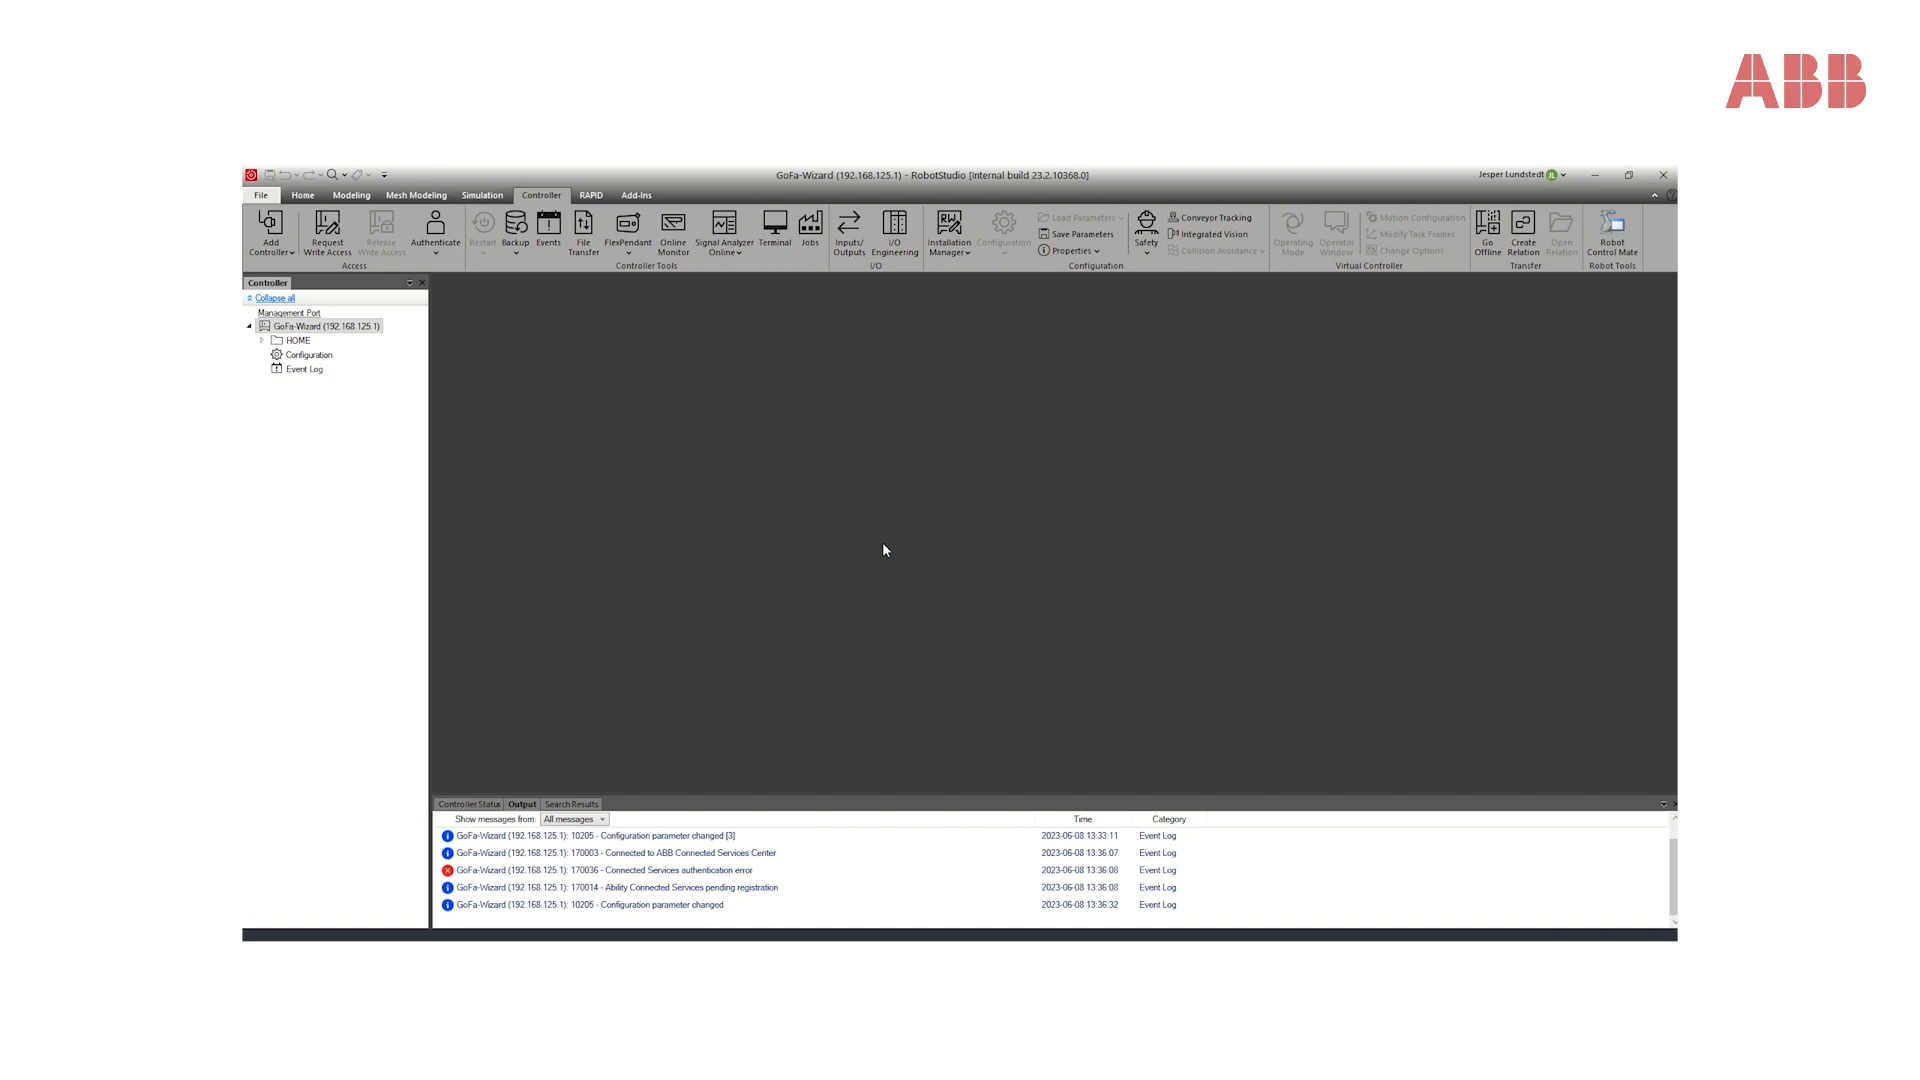 ABB
GoFa-Wizard (192.168.125.1) - RobotStudio [Internal build 23.2.10368.0]
Jesper Lundstedt JL
File Home Modeling Mesh Modeling Simulation Controller RAPID Add-Ins
Add Controller
Request Write Access
Release Write Access
Authenticate
Access
Restart
Backup
Events
File Transfer
FlexPendant
Online Monitor
Signal Analyzer Online
Terminal
Jobs
Controller Tools
Inputs/ Outputs
I/O Engineering
I/O
Installation Manager
Configuration
Load Parameters
Save Parameters
Properties
Safety
Conveyor Tracking
Integrated Vision
Collision Avoidance
Configuration
Operating Mode
Operator Window
Motion Configuration
Modify Task Frames
Change Options
Virtual Controller
Go Offline
Create Relation
Open Relation
Transfer
Robot Control Mate
Robot Tools
Controller
Collapse all
Management Port
GoFa-Wizard (192.168.125.1)
HOME
Configuration
Event Log
Controller Status Output Search Results
Show messages from: All messages Time Category
GoFa-Wizard (192.168.125.1): 10205 - Configuration parameter changed [3] 2023-06-08 13:33:11 Event Log
GoFa-Wizard (192.168.125.1): 170003 - Connected to ABB Connected Services Center 2023-06-08 13:36:07 Event Log
GoFa-Wizard (192.168.125.1): 170036 - Connected Services authentication error 2023-06-08 13:36:08 Event Log
GoFa-Wizard (192.168.125.1): 170014 - Ability Connected Services pending registration 2023-06-08 13:36:08 Event Log
GoFa-Wizard (192.168.125.1): 10205 - Configuration parameter changed 2023-06-08 13:36:32 Event Log